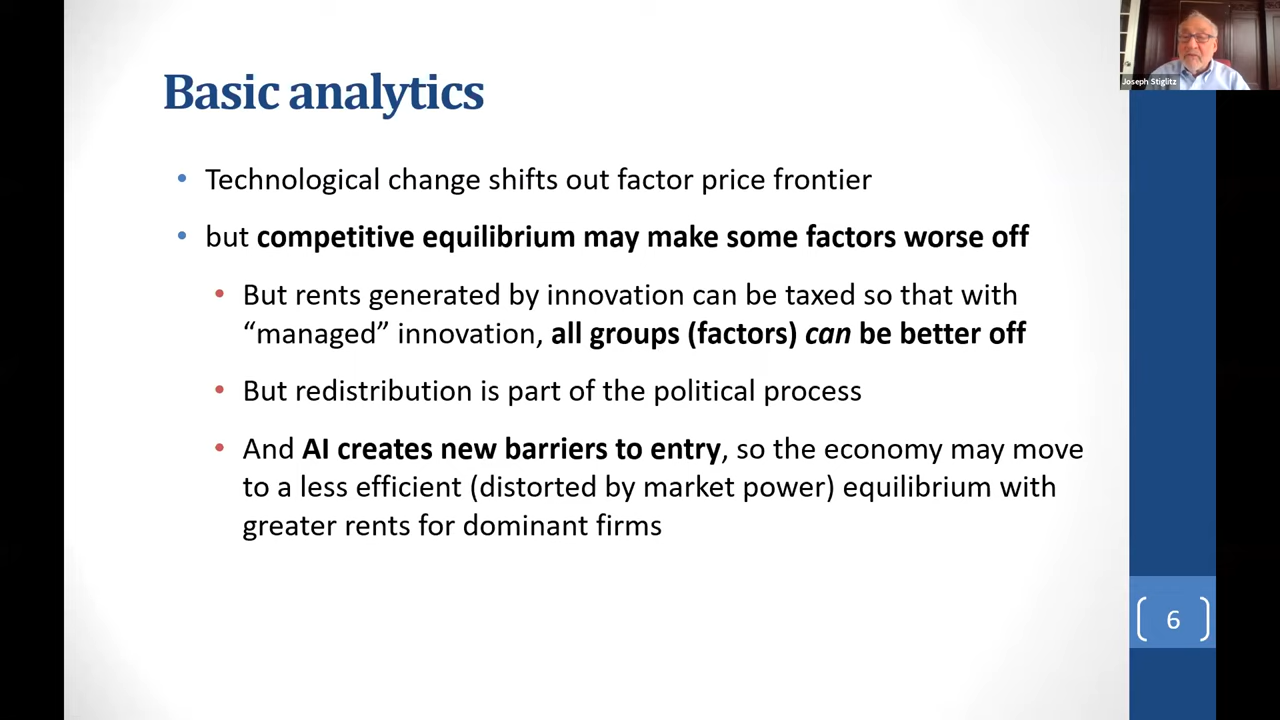 Joseph Stiglitz
Basic analytics
• Technological change shifts out factor price frontier
• but competitive equilibrium may make some factors worse off
• But rents generated by innovation can be taxed so that with
“managed” innovation, all groups (factors) can be better off
• But redistribution is part of the political process
• And AI creates new barriers to entry, so the economy may move
to a less efficient (distorted by market power) equilibrium with
greater rents for dominant firms
6